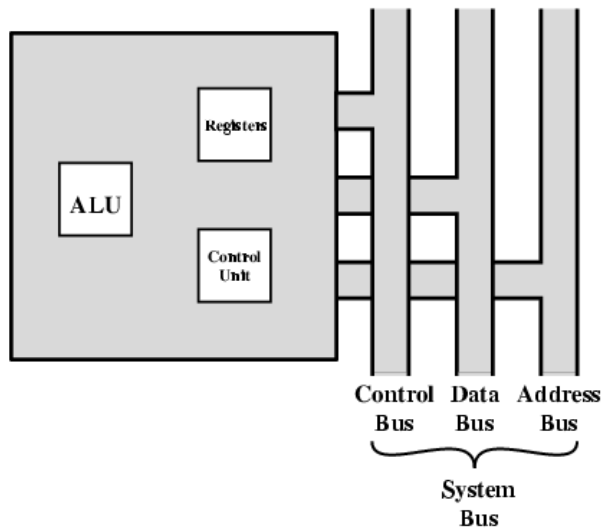 Registers
ALU
Control
Unit
Control Data Address
Bus Bus Bus
System
Bus